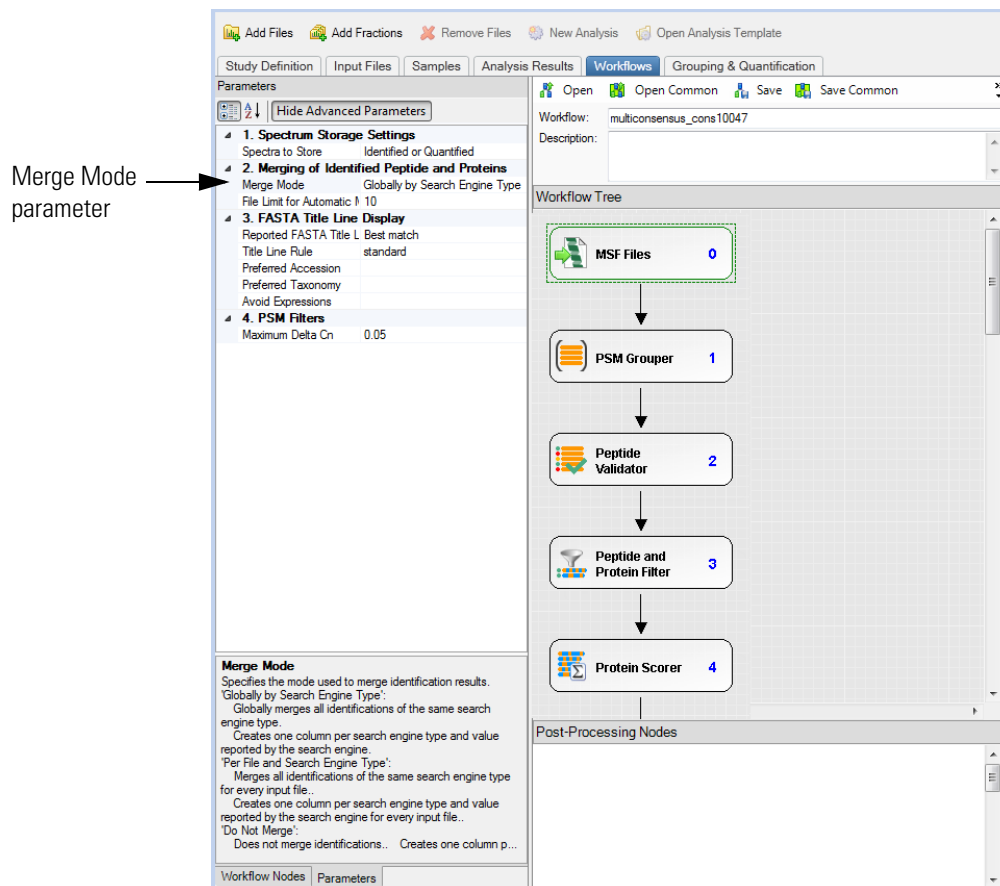 Add Files Add Fractions Remove Files New Analysis Open Analysis Template
Study Definition Input Files Samples Analysis Results Workflows Grouping & Quantification
Parameters
Hide Advanced Parameters
1. Spectrum Storage Settings
Spectra to Store Identified or Quantified
2. Merging of Identified Peptide and Proteins
Merge Mode Globally by Search Engine Type
File Limit for Automatic M 10
3. FASTA Title Line Display
Reported FASTA Title L Best match
Title Line Rule standard
Preferred Accession
Preferred Taxonomy
Avoid Expressions
4. PSM Filters
Maximum Delta Cn 0.05
Merge Mode
parameter
Merge Mode
Specifies the mode used to merge identification results.
'Globally by Search Engine Type':
Globally merges all identifications of the same search
engine type.
Creates one column per search engine type and value
reported by the search engine.
'Per File and Search Engine Type':
Merges all identifications of the same search engine type
for every input file..
Creates one column per search engine type and value
reported by the search engine for every input file..
'Do Not Merge':
Does not merge identifications.. Creates one column p...
Workflow Nodes Parameters
Open Open Common Save Save Common
Workflow: multiconsensus_cons10047
Description:
Workflow Tree
MSF Files 0
PSM Grouper 1
Peptide
Validator 2
Peptide and
Protein Filter 3
Protein Scorer 4
Post-Processing Nodes